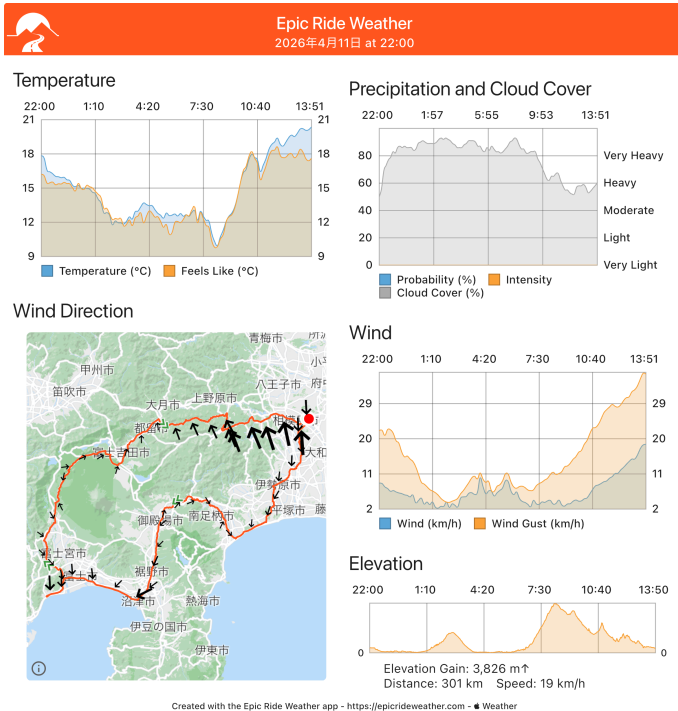 Epic Ride Weather
2026年4月11日 at 22:00
Temperature
22:00 1:10 4:20 7:30 10:40 13:51
21 21
18 18
15 15
12 12
9 9
Temperature (°C) Feels Like (°C)
Precipitation and Cloud Cover
22:00 1:57 5:55 9:53 13:51
80 Very Heavy
60 Heavy
40 Moderate
20 Light
0 Very Light
Probability (%) Intensity
Cloud Cover (%)
Wind Direction
青梅市
甲州市
笛吹市
八王子市
府中
大月市
上野原市
都留市
相模原市
富士吉田市
大和
伊勢原市
御殿場市
南足柄市
平塚市
藤
富士宮市
裾野市
富士市
沼津市
熱海市
伊豆の国市
伊東市
Wind
22:00 1:10 4:20 7:30 10:40 13:51
29 29
20 20
11 11
2 2
Wind (km/h) Wind Gust (km/h)
Elevation
22:00 1:10 4:20 7:30 10:40 13:50
0 0
Elevation Gain: 3,826 m↑
Distance: 301 km Speed: 19 km/h
Created with the Epic Ride Weather app - https://epicrideweather.com - Weather